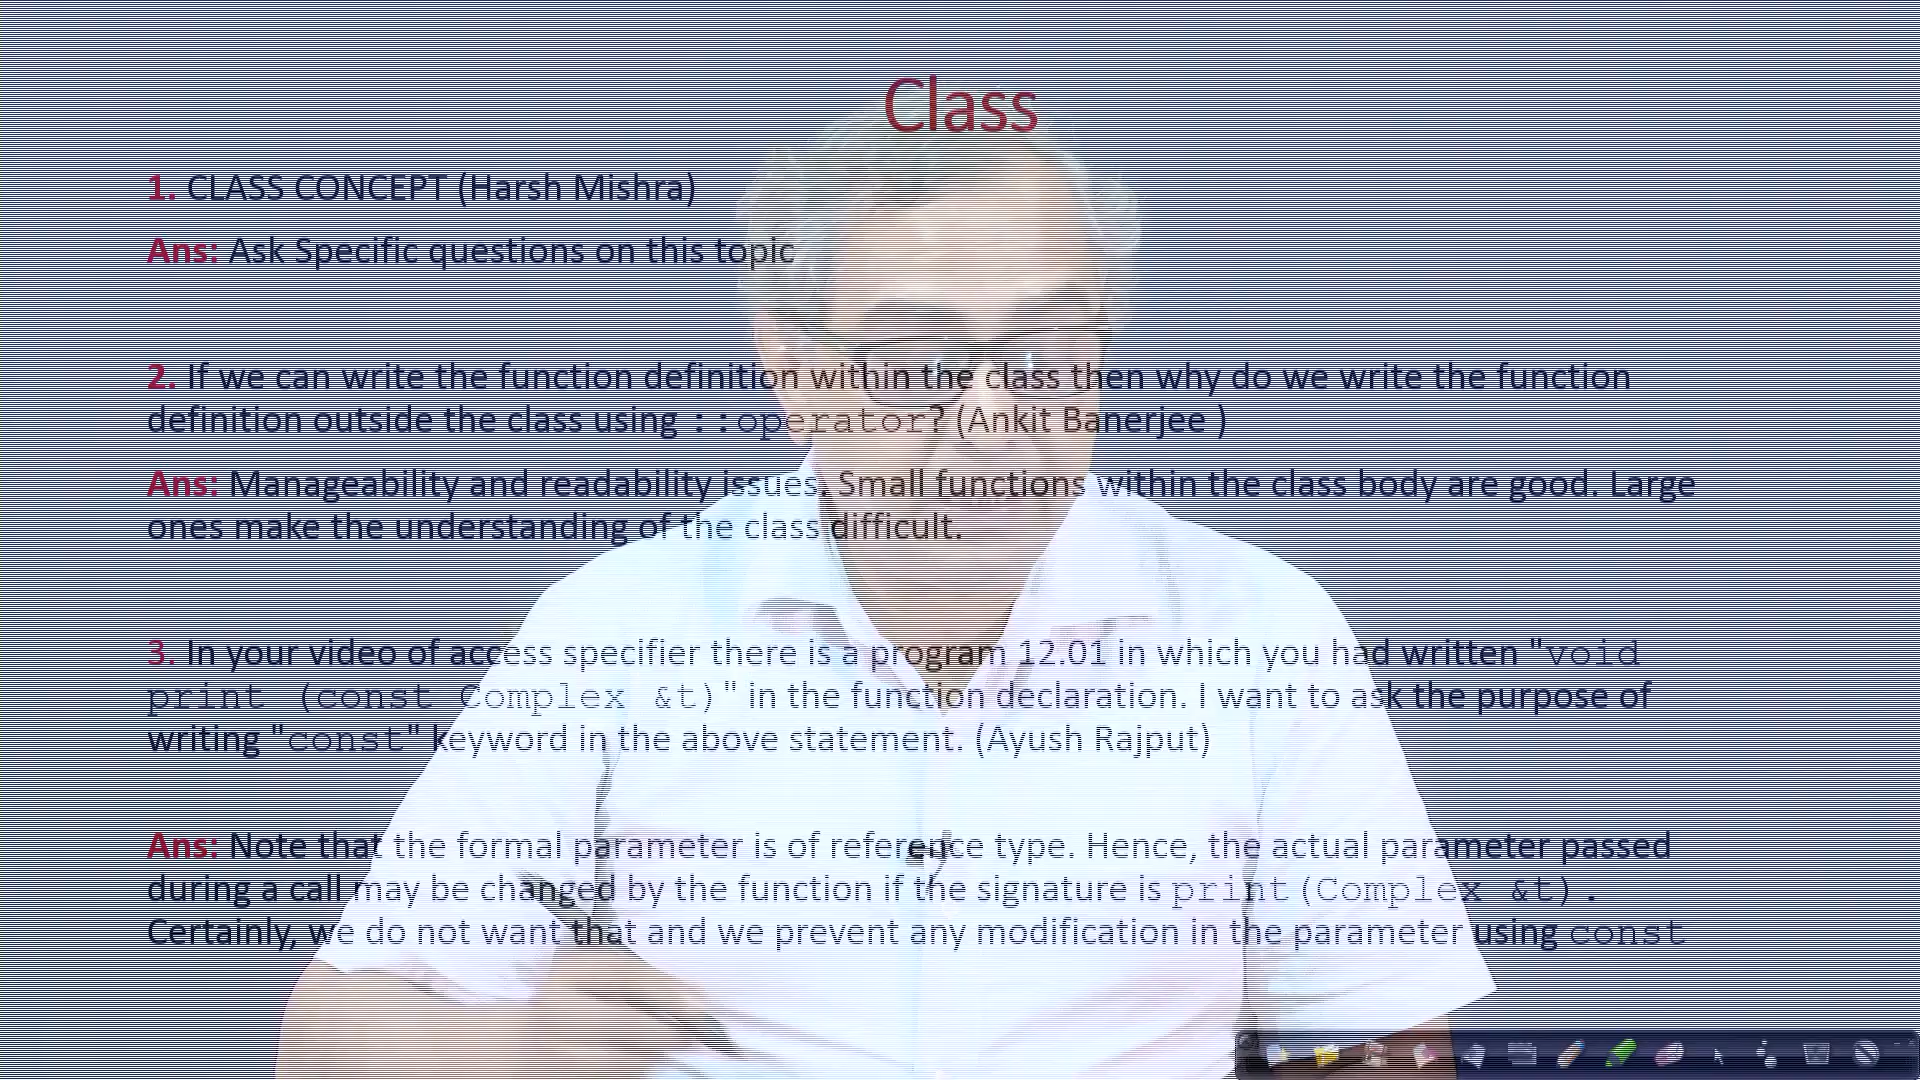 Class
1. CLASS CONCEPT (Harsh Mishra)
Ans: Ask Specific questions on this topic
2. If we can write the function definition within the class then why do we write the function
definition outside the class using ::operator? (Ankit Banerjee )
Ans: Manageability and readability issues. Small functions within the class body are good. Large
ones make the understanding of the class difficult.
3. In your video of access specifier there is a program 12.01 in which you had written "void
print (const Complex &t)" in the function declaration. I want to ask the purpose of
writing "const" keyword in the above statement. (Ayush Rajput)
Ans: Note that the formal parameter is of reference type. Hence, the actual parameter passed
during a call may be changed by the function if the signature is print(Complex &t).
Certainly, we do not want that and we prevent any modification in the parameter using const